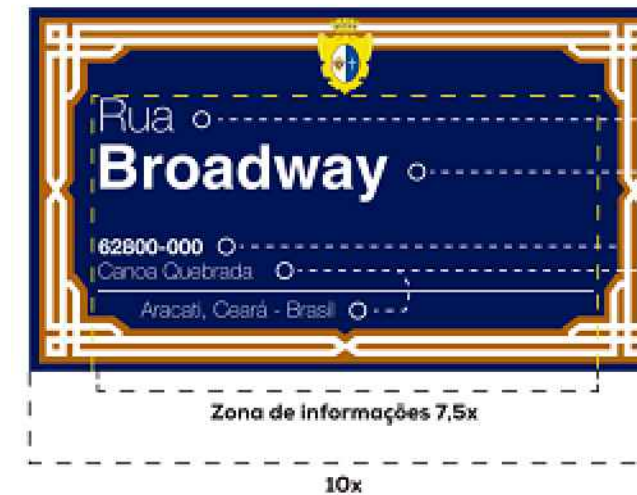 Rua
Broadway
62800-000
Canoa Quebrada
Aracati, Ceará - Brasil
Zona de informações 7,5x
10x